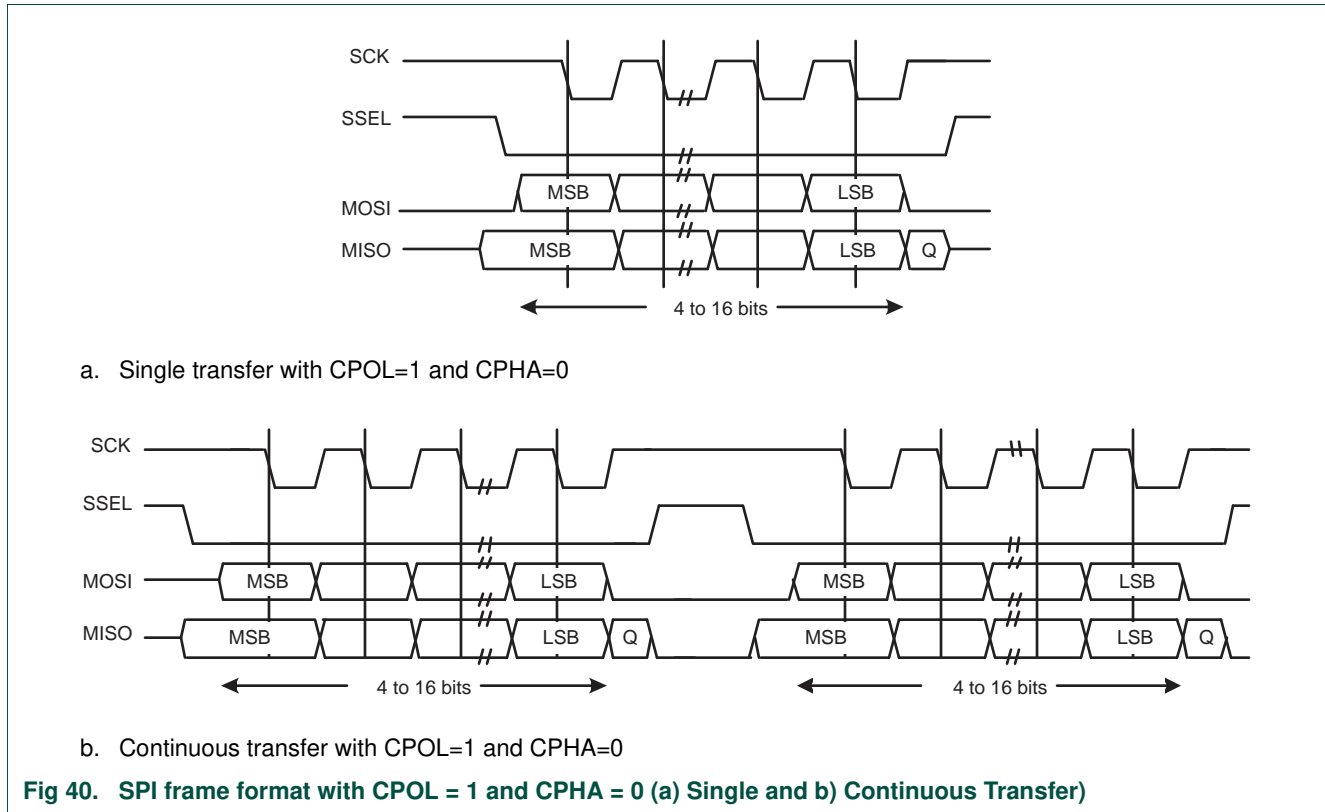 SCK
SSEL
MSB LSB
MOSI
MISO MSB LSB Q
4 to 16 bits
a. Single transfer with CPOL=1 and CPHA=0
SCK
SSEL
MOSI MSB LSB MSB LSB
MISO MSB LSB Q MSB LSB Q
4 to 16 bits 4 to 16 bits
b. Continuous transfer with CPOL=1 and CPHA=0
Fig 40. SPI frame format with CPOL = 1 and CPHA = 0 (a) Single and b) Continuous Transfer)